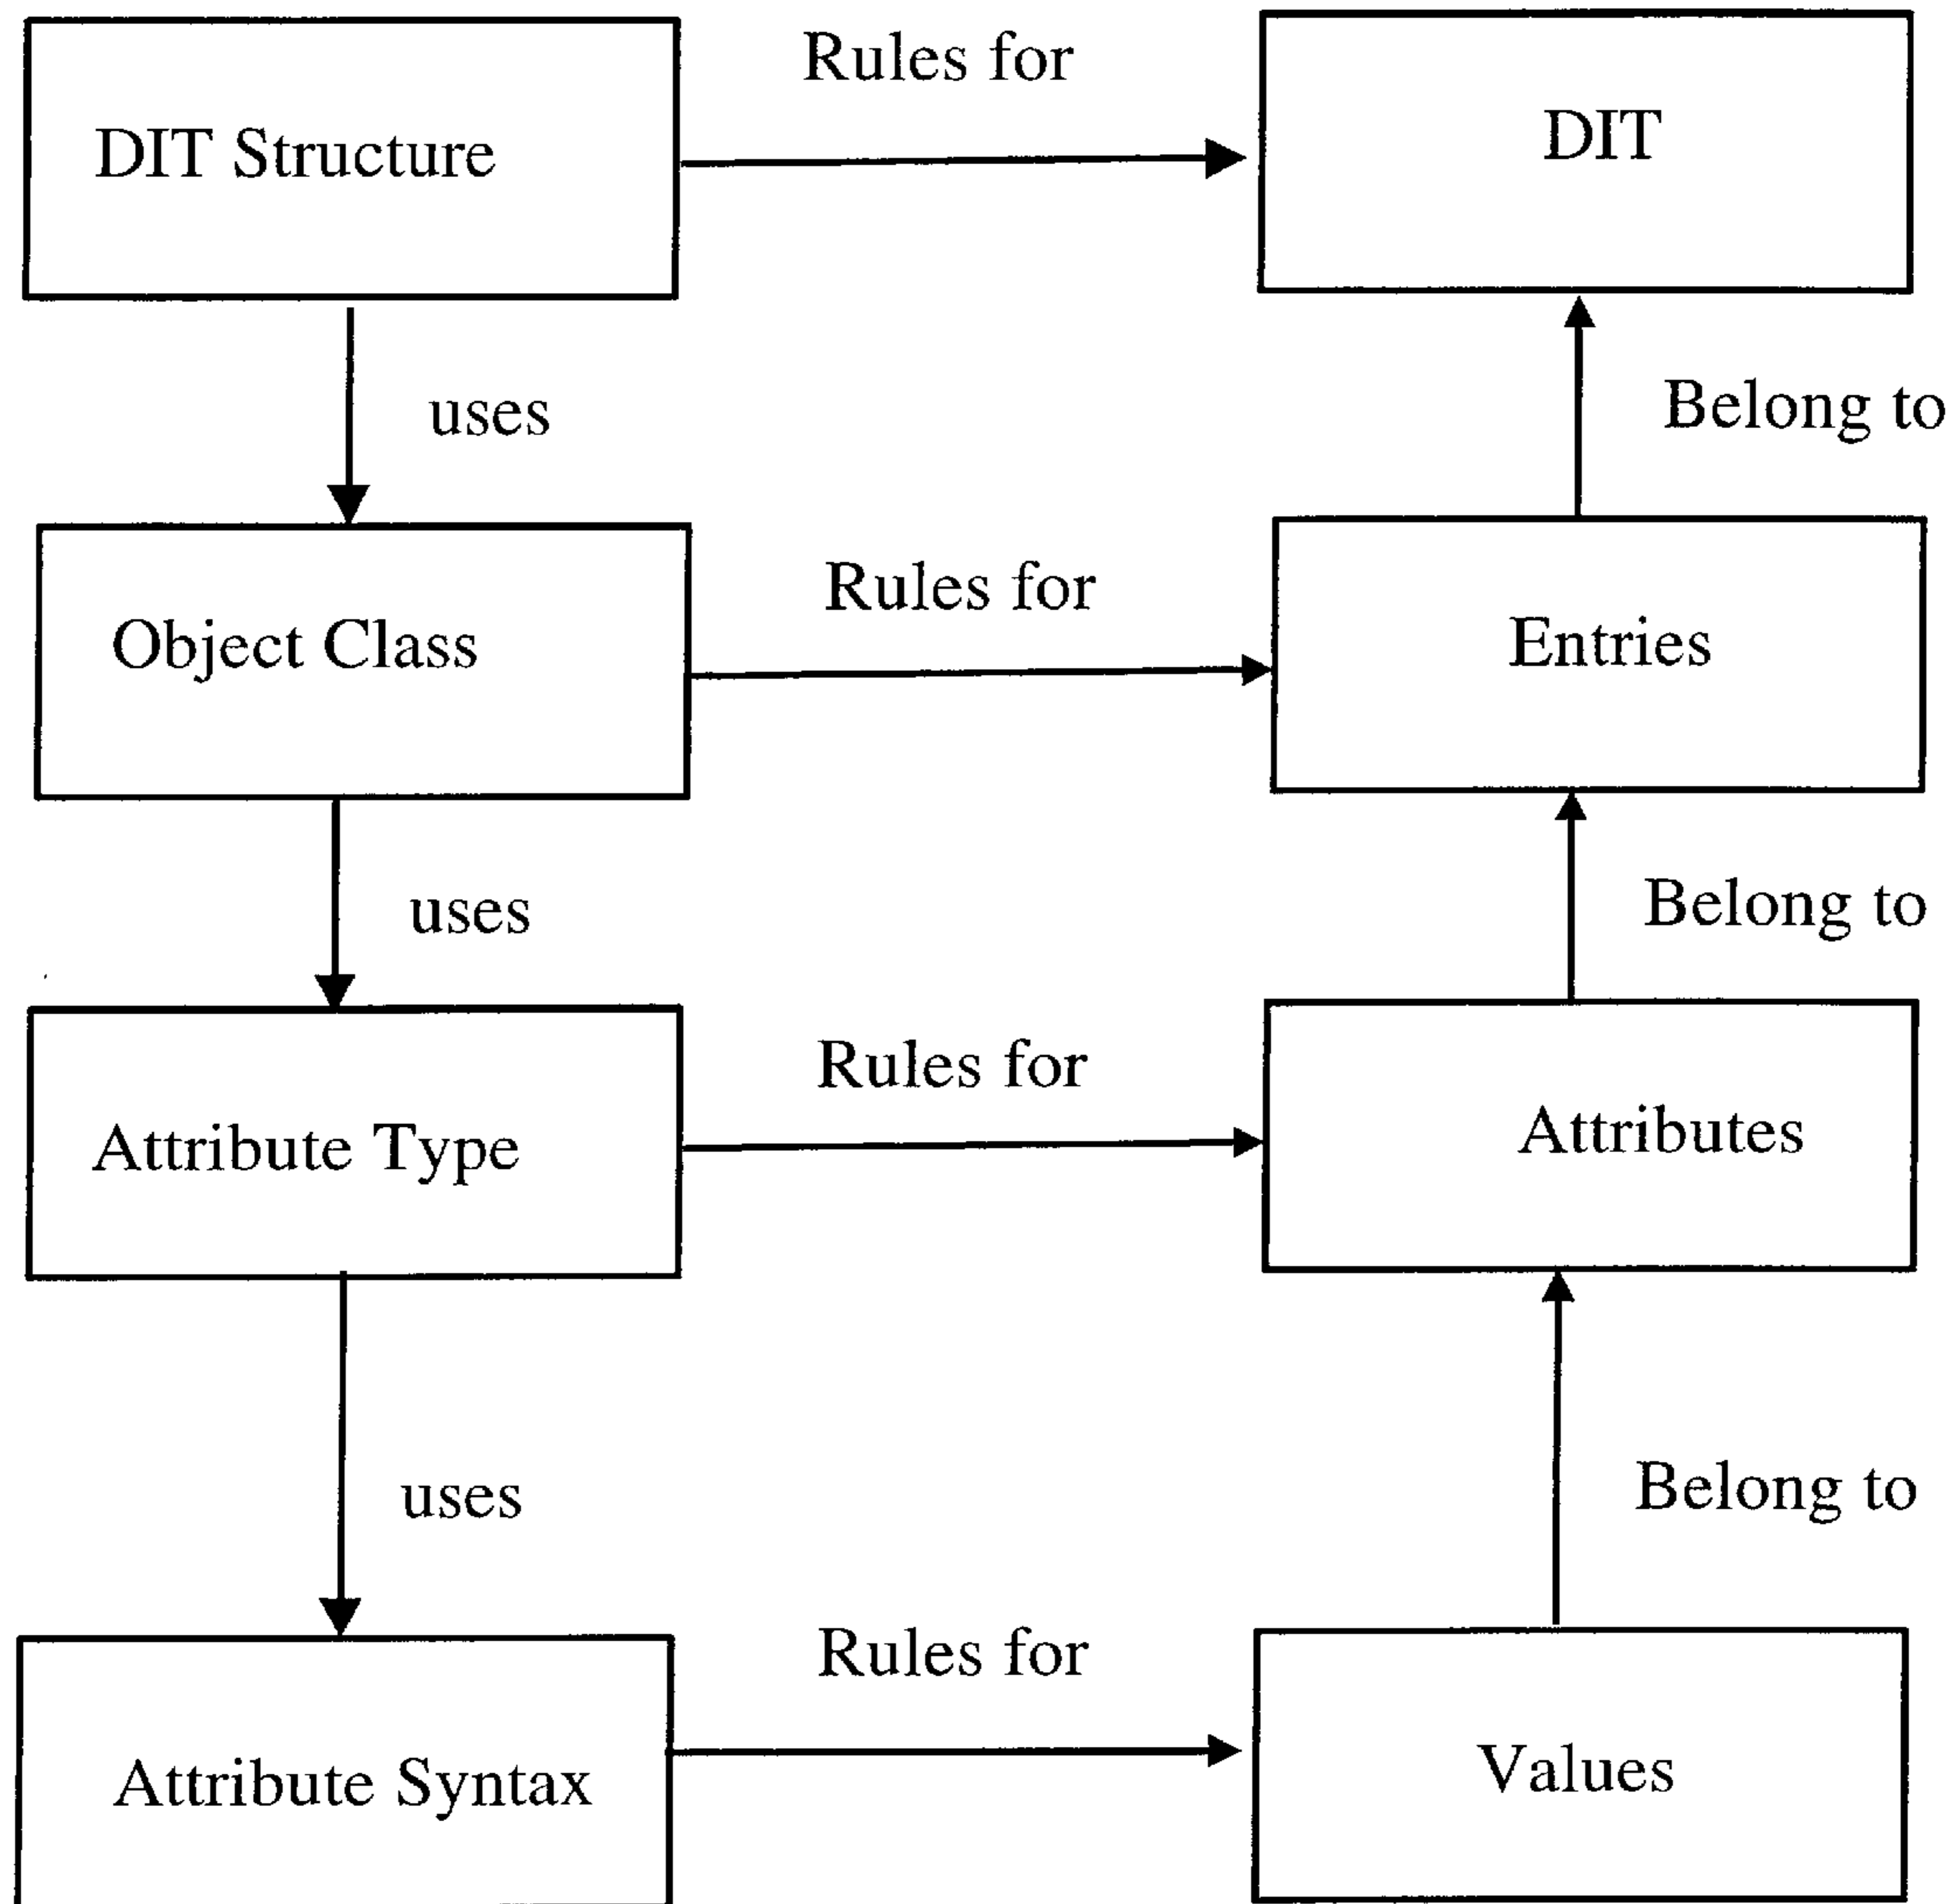 Rules for
DIT Structure
DIT
uses
Belong to
Rules for
Object Class
Entries
uses
Belong to
Rules for
Attribute Type
Attributes
uses
Belong to
Rules for
Attribute Syntax
Values